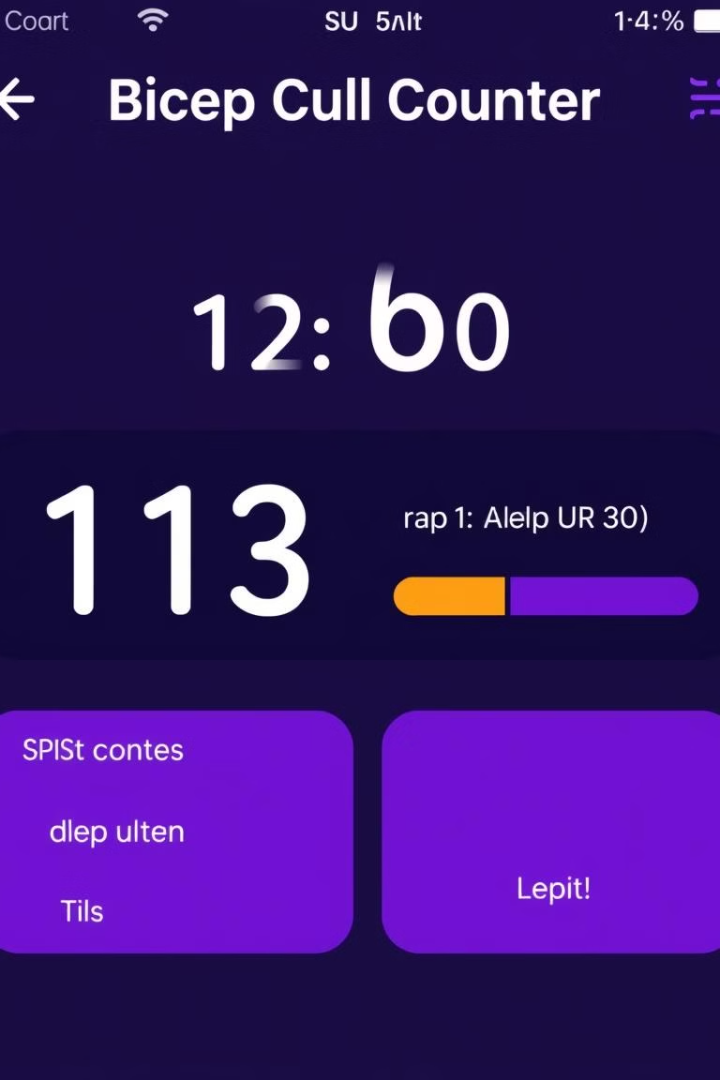 Coart SU 5ʌlt 1·4:%
Bicep Cull Counter
12:60
113
rap 1: Alelp UR 30)
SPISt contes
dlep ulten
Tils
Lepit!